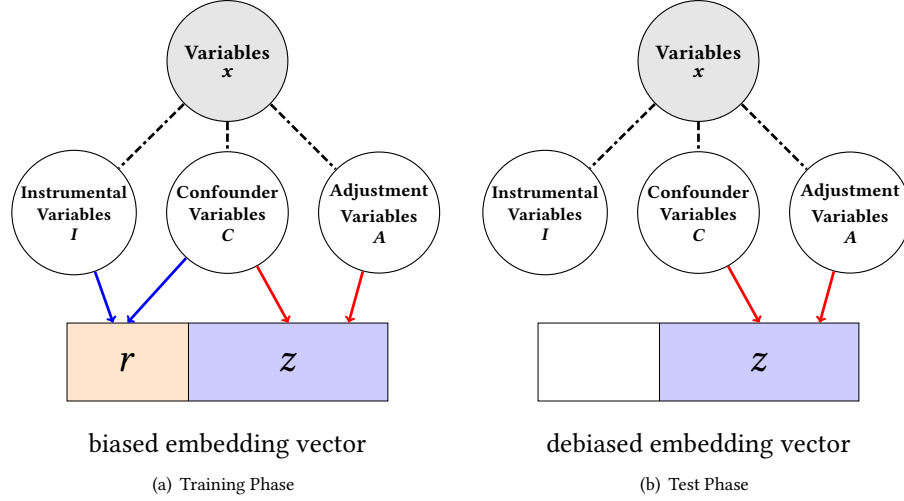 Variables
x
Instrumental
Variables
I
Confounder
Variables
C
Adjustment
Variables
A
r
z
biased embedding vector
(a) Training Phase
Variables
x
Instrumental
Variables
I
Confounder
Variables
C
Adjustment
Variables
A
z
debiased embedding vector
(b) Test Phase